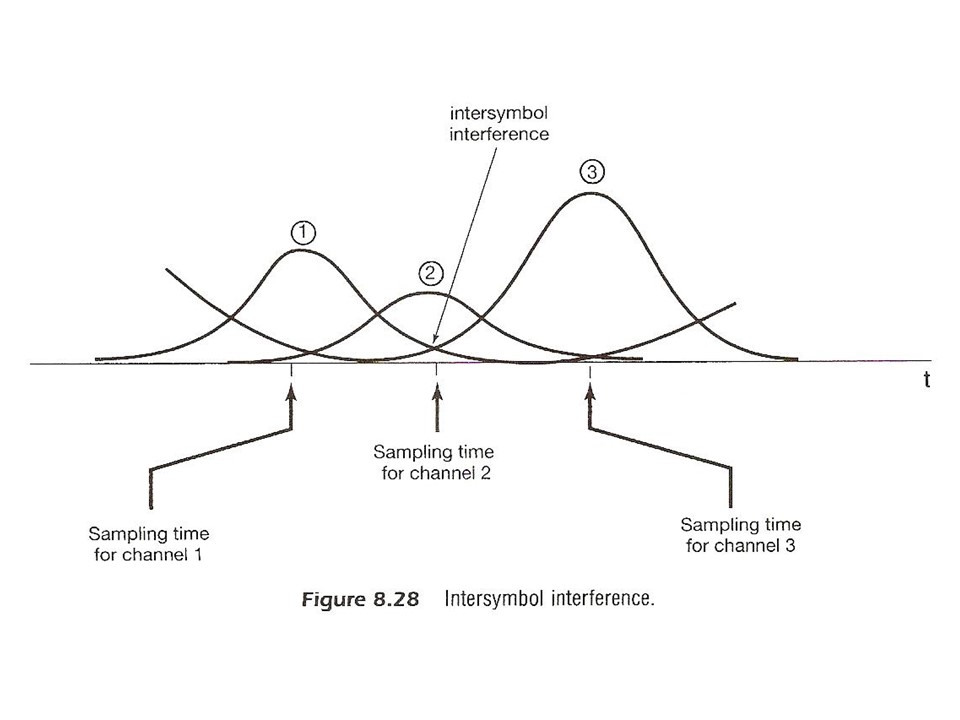 intersymbol
interference
3
1
2
t
Sampling time
for channel 2
Sampling time
for channel 1
Sampling time
for channel 3
Figure 8.28 Intersymbol interference.